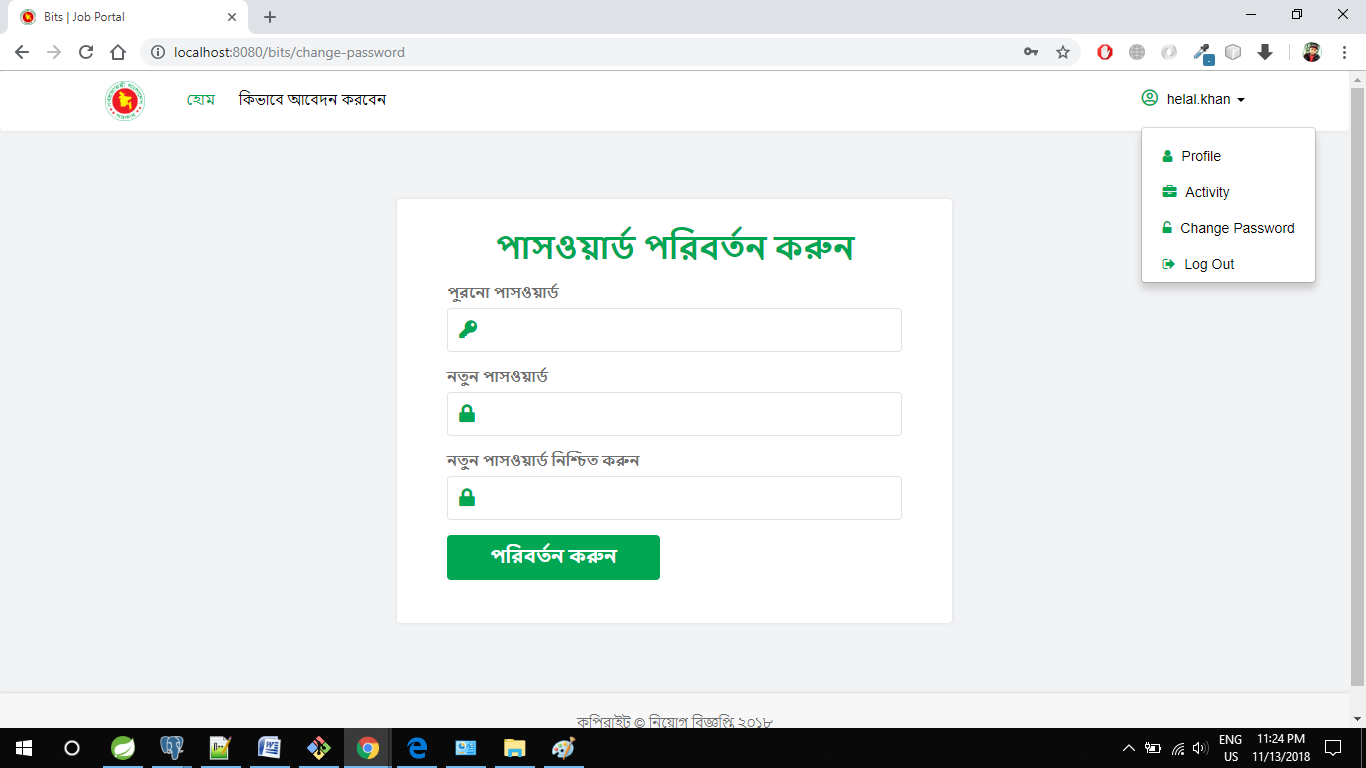 Bits | Job Portal
localhost:8080/bits/change-password
হোম কিভাবে আবেদন করবেন helal.khan
Profile
Activity
Change Password
Log Out
পাসওয়ার্ড পরিবর্তন করুন
পুরনো পাসওয়ার্ড
নতুন পাসওয়ার্ড
নতুন পাসওয়ার্ড নিশ্চিত করুন
পরিবর্তন করুন
কপিরাইট © নিয়োগ বিজ্ঞপ্তি ২০১৮
ENG 11:24 PM
US 11/13/2018